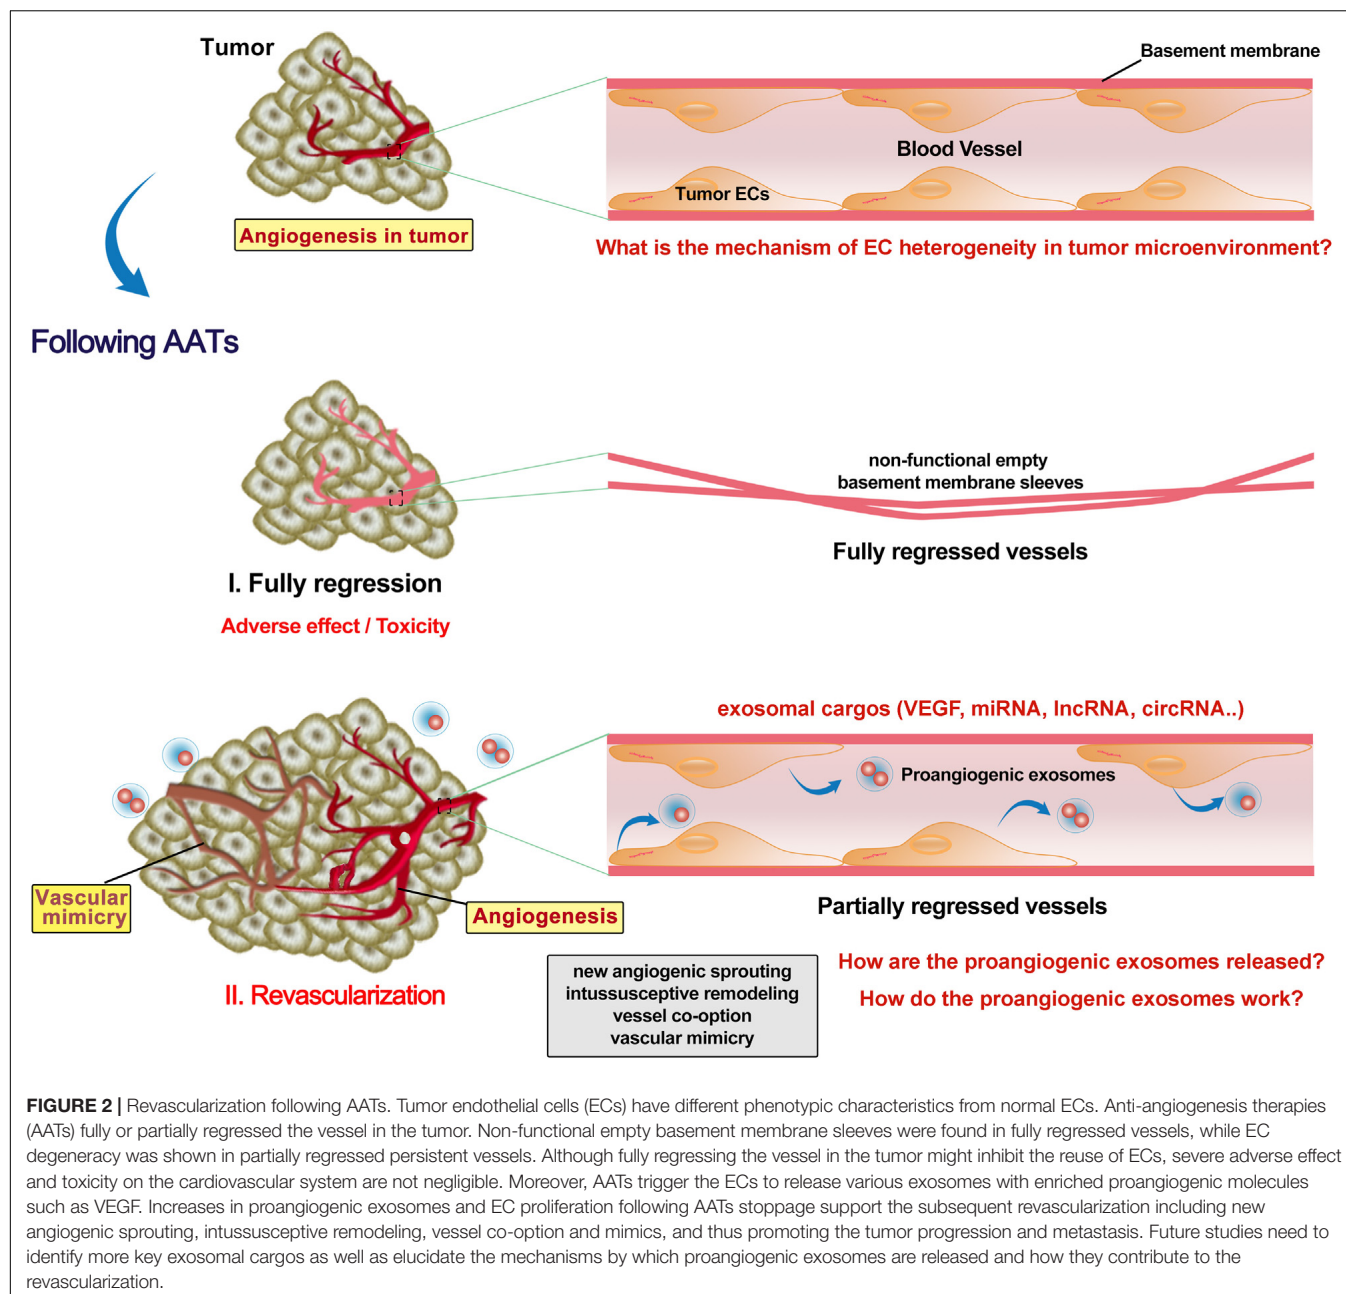 Tumor
Basement membrane
Blood Vessel
Tumor ECs
Angiogenesis in tumor
What is the mechanism of EC heterogeneity in tumor microenvironment?
Following AATs
non-functional empty
basement membrane sleeves
Fully regressed vessels
I. Fully regression
Adverse effect / Toxicity
exosomal cargos (VEGF, miRNA, lncRNA, circRNA..)
Proangiogenic exosomes
Vascular
mimicry
Angiogenesis
Partially regressed vessels
II. Revascularization
new angiogenic sprouting
intussusceptive remodeling
vessel co-option
vascular mimicry
How are the proangiogenic exosomes released?
How do the proangiogenic exosomes work?
FIGURE 2 | Revascularization following AATs. Tumor endothelial cells (ECs) have different phenotypic characteristics from normal ECs. Anti-angiogenesis therapies
(AATs) fully or partially regressed the vessel in the tumor. Non-functional empty basement membrane sleeves were found in fully regressed vessels, while EC
degeneracy was shown in partially regressed persistent vessels. Although fully regressing the vessel in the tumor might inhibit the reuse of ECs, severe adverse effect
and toxicity on the cardiovascular system are not negligible. Moreover, AATs trigger the ECs to release various exosomes with enriched proangiogenic molecules
such as VEGF. Increases in proangiogenic exosomes and EC proliferation following AATs stoppage support the subsequent revascularization including new
angiogenic sprouting, intussusceptive remodeling, vessel co-option and mimics, and thus promoting the tumor progression and metastasis. Future studies need to
identify more key exosomal cargos as well as elucidate the mechanisms by which proangiogenic exosomes are released and how they contribute to the
revascularization.